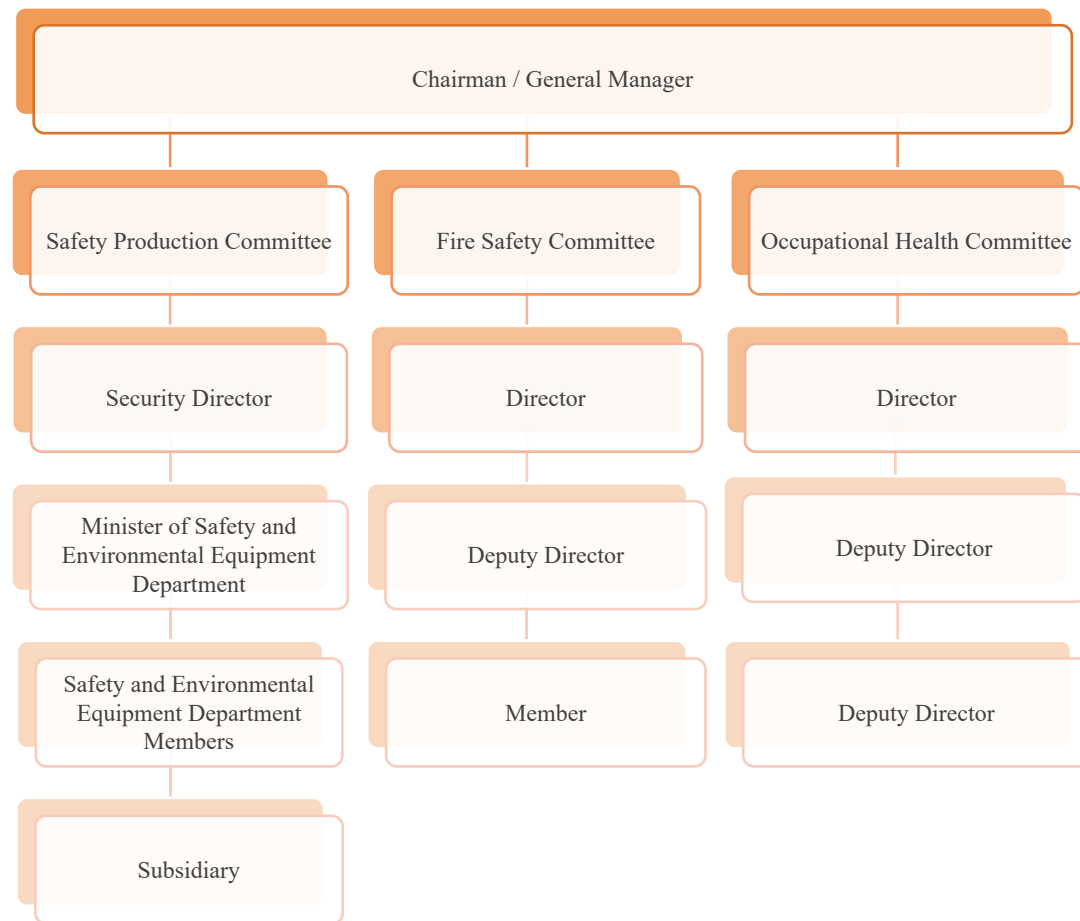 Chairman / General Manager
Safety Production Committee
Fire Safety Committee
Occupational Health Committee
Security Director
Director
Director
Minister of Safety and
Environmental Equipment
Department
Deputy Director
Deputy Director
Safety and Environmental
Equipment Department
Members
Member
Deputy Director
Subsidiary